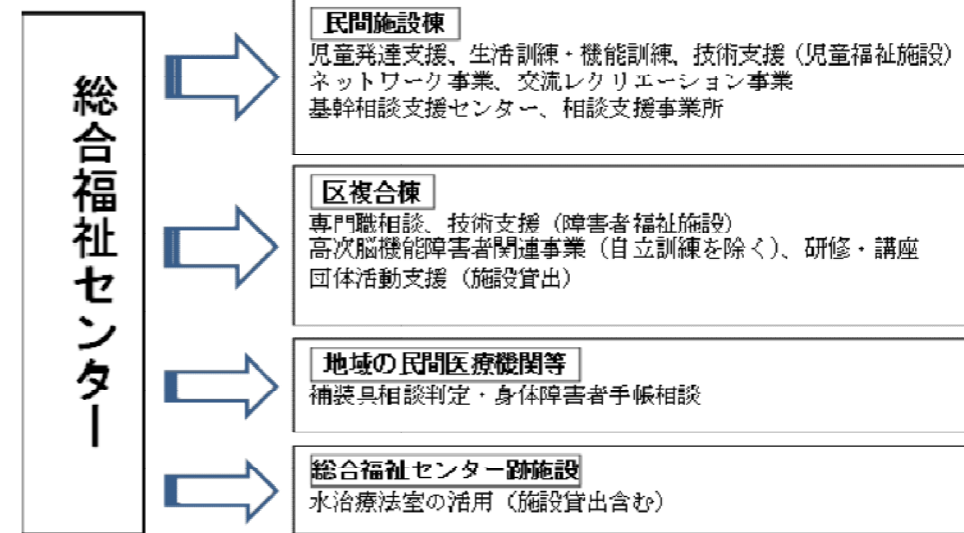 総合福祉センター
民間施設棟
児童発達支援、生活訓練・機能訓練、技術支援（児童福祉施設）
ネットワーク事業、交流レクリエーション事業
基幹相談支援センター、相談支援事業所
区複合棟
専門職相談、技術支援（障害者福祉施設）
高次脳機能障害者関連事業（自立訓練を除く）、研修・講座
団体活動支援（施設貸出）
地域の民間医療機関等
補装具相談判定・身体障害者手帳相談
総合福祉センター跡施設
水治療法室の活用（施設貸出含む）